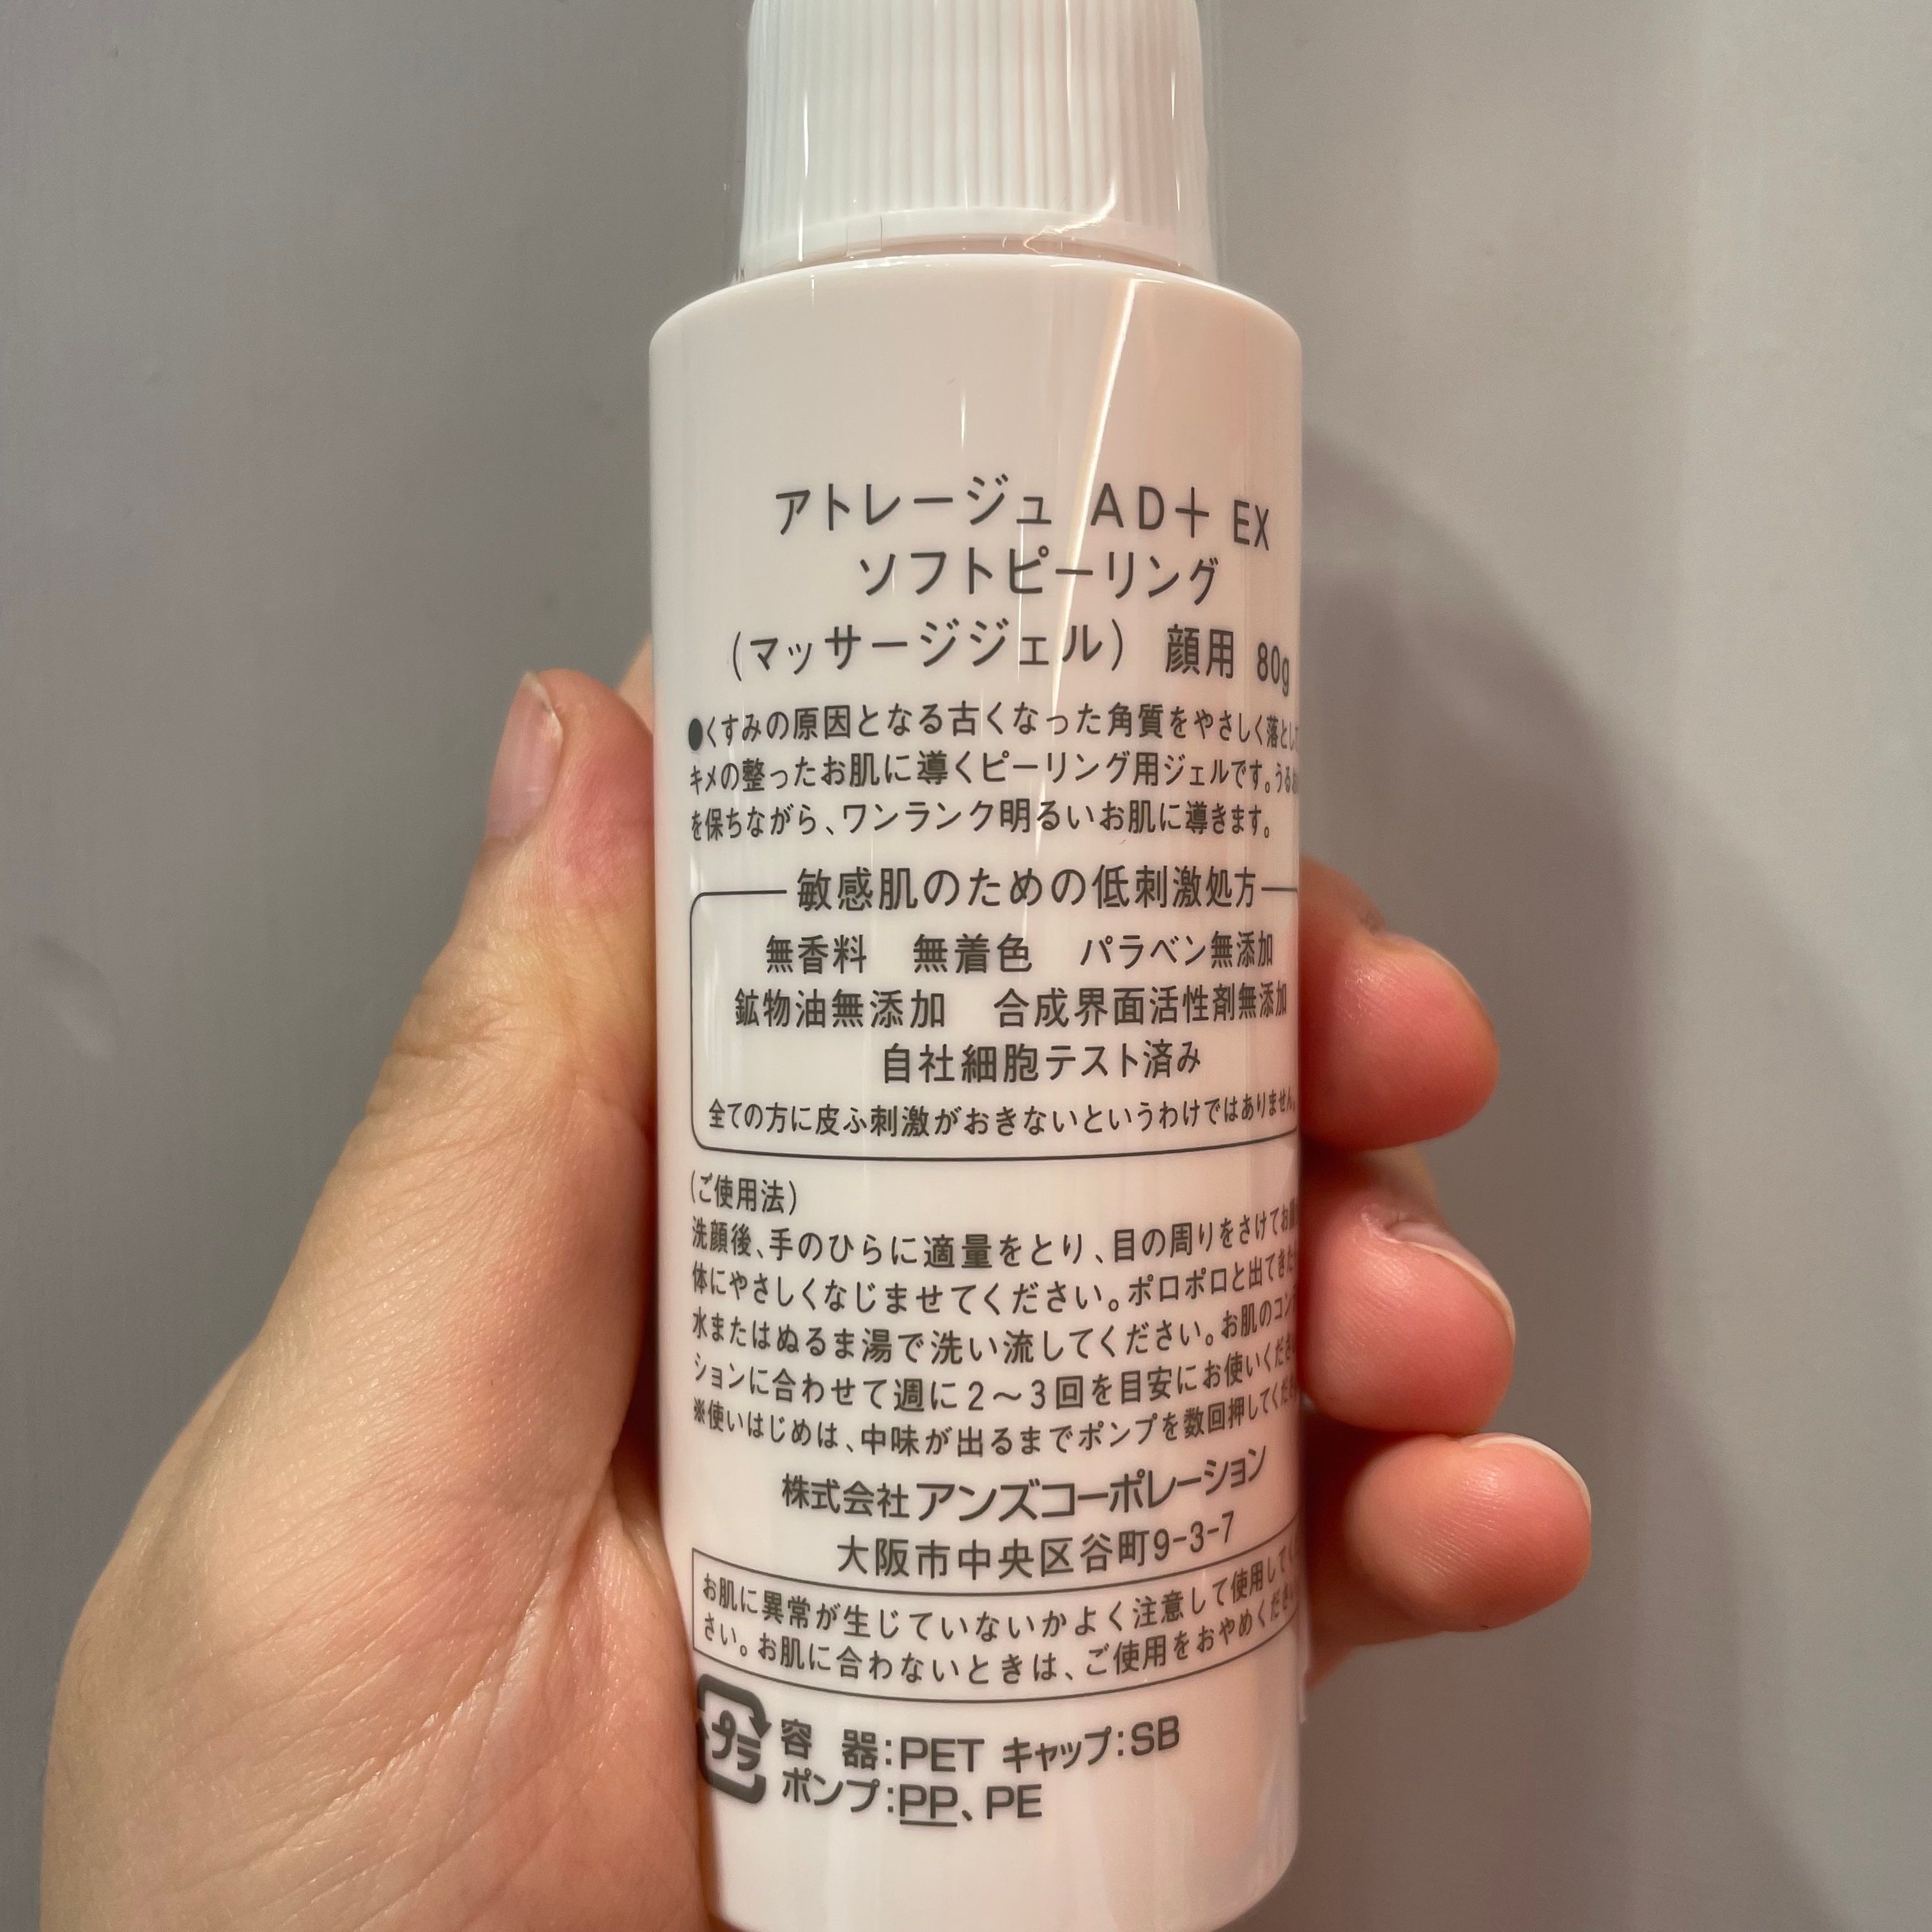 アトレージュ AD+ EX
ソフトピーリング
(マッサージジェル) 顔用 80g
●くすみの原因となる古くなった角質をやさしく落とし
キメの整ったお肌に導くピーリング用ジェルです。うるお
を保ちながら、ワンランク明るいお肌に導きます。
敏感肌のための低刺激処方
無香料 無着色 パラベン無添加
鉱物油無添加 合成界面活性剤無添加
自社細胞テスト済み
全ての方に皮ふ刺激がおきないというわけではありません。
(ご使用法)
洗顔後、手のひらに適量をとり、目の周りをさけてお
体にやさしくなじませてください。ポロポロと出てきた
水またはぬるま湯で洗い流してください。お肌のコン
ションに合わせて週に2~3回を目安にお使いくださ
※使いはじめは、中味が出るまでポンプを数回押してくださ
株式会社アンズコーポレーション
大阪市中央区谷町9-3-7
お肌に異常が生じていないかよく注意して使用して
さい。お肌に合わないときは、ご使用をおやめください
プラ 容 器:PET キャップ:SB
ポンプ:PP、PE